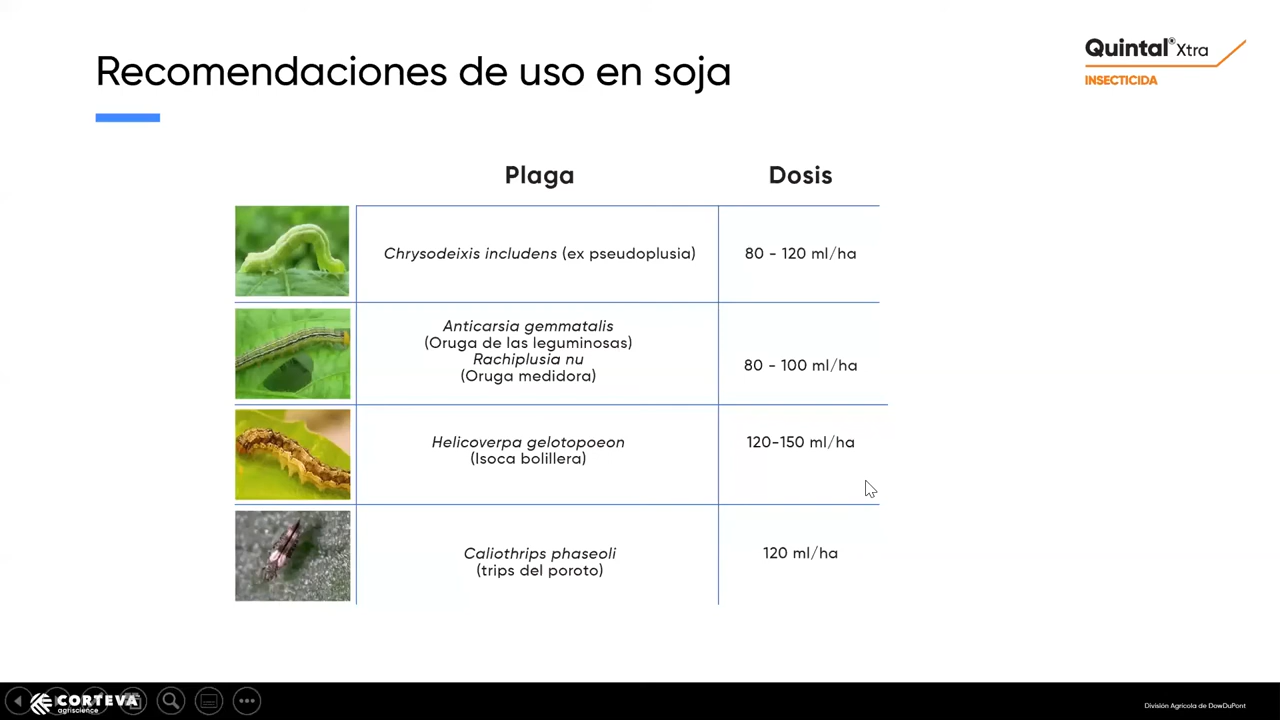 Recomendaciones de uso en soja
Quintal® Xtra
INSECTICIDA
Plaga Dosis
Chrysodeixis includens (ex pseudoplusia) 80 - 120 ml/ha
Anticarsia gemmatalis
(Oruga de las leguminosas)
Rachiplusia nu
(Oruga medidora)
80 - 100 ml/ha
Helicoverpa gelotopoeon
(Isoca bolillera)
120-150 ml/ha
Caliothrips phaseoli
(trips del poroto)
120 ml/ha
CORTEVA
agriscience
División Agrícola de DowDuPont